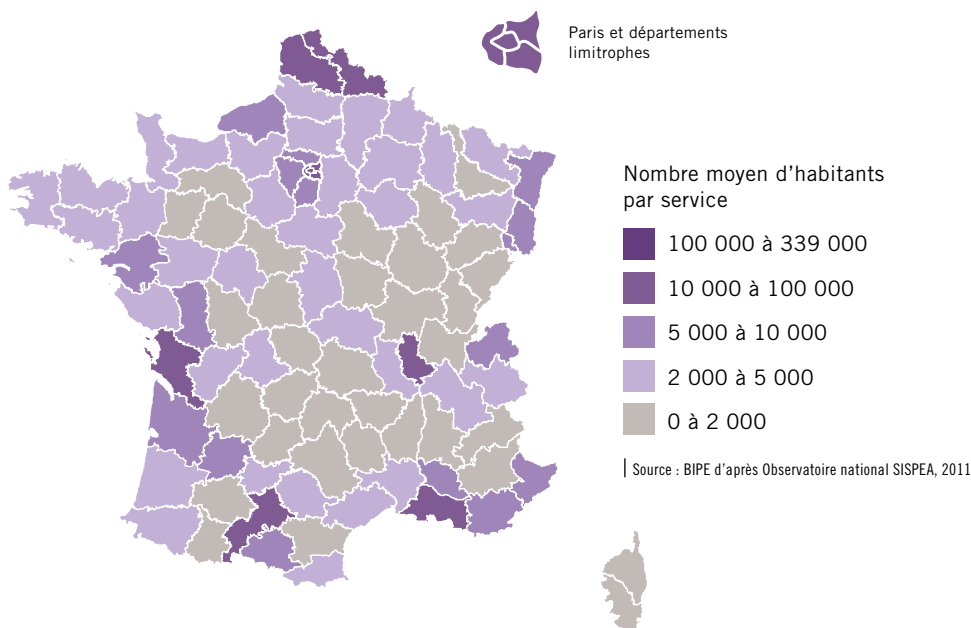 Paris et départements
limitrophes
Nombre moyen d’habitants
par service
100 000 à 339 000
10 000 à 100 000
5 000 à 10 000
2 000 à 5 000
0 à 2 000
Source : BIPE d’après Observatoire national SISPEA, 2011